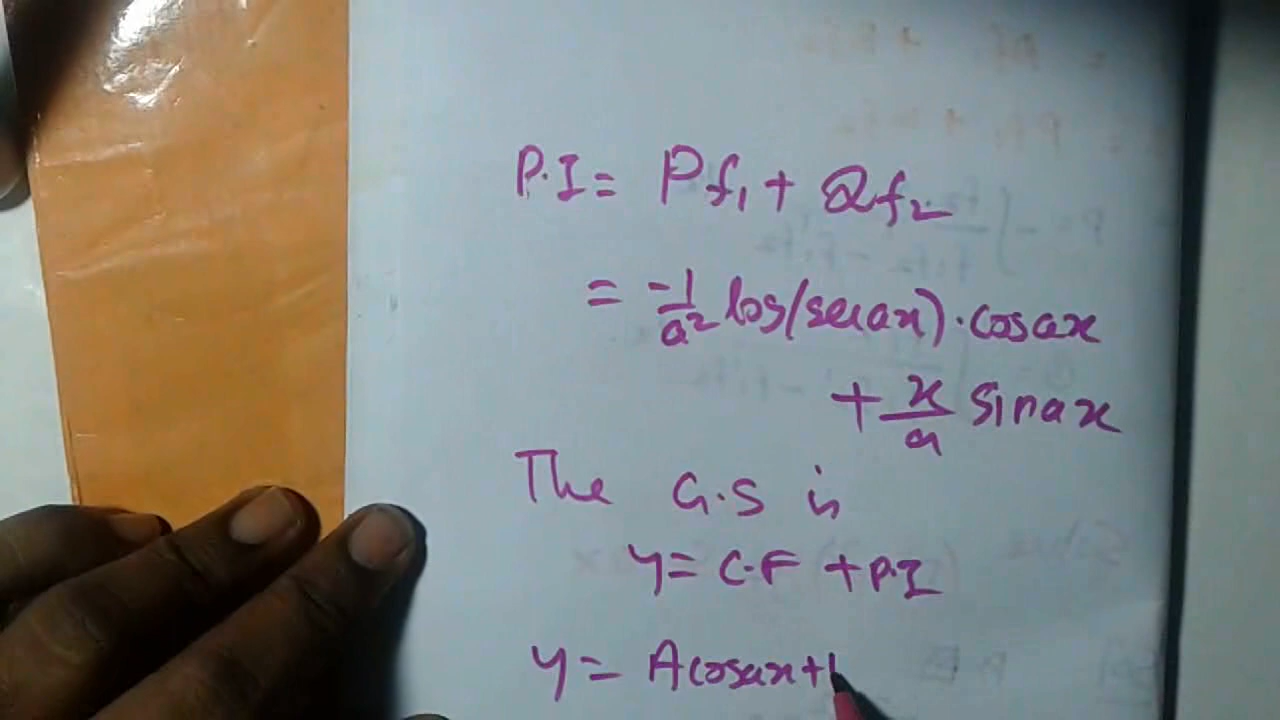 P.I = Pf₁ + Qf₂
= -1/a² log(secax) · cosax
+ x/a sinax
The G.S is
y = C.F + P.I
y = Acosax +